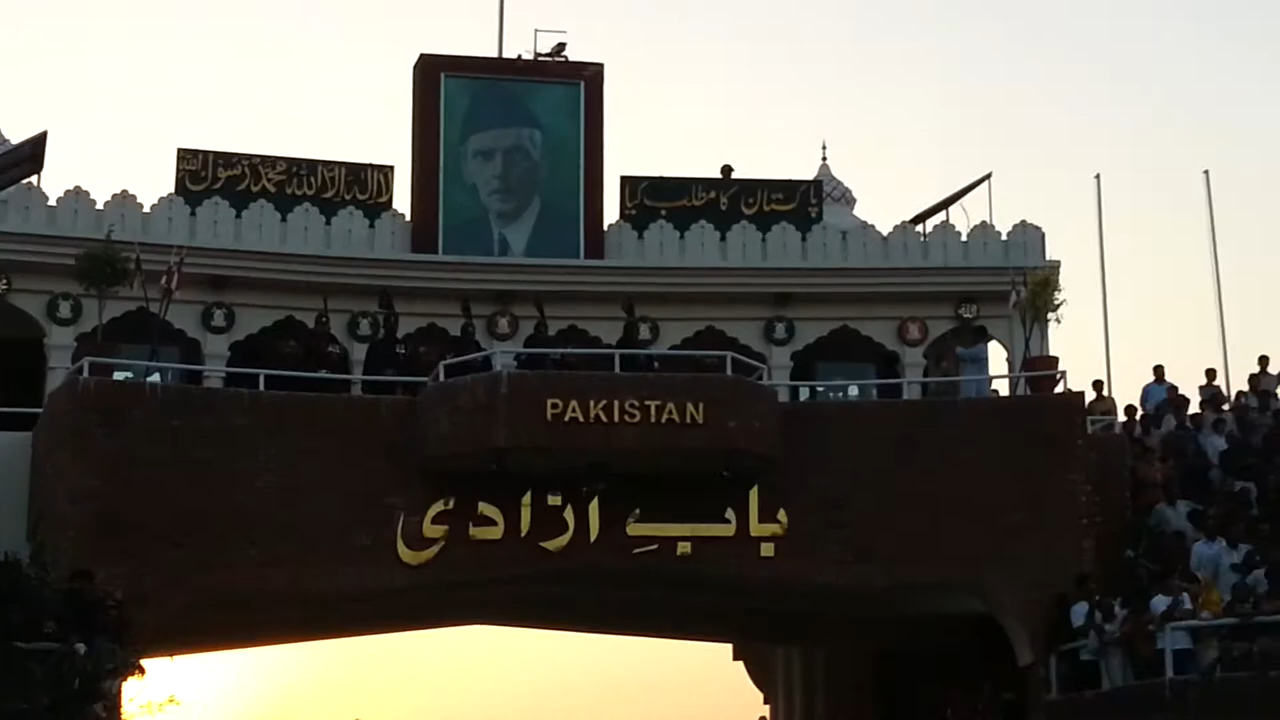 پاکستان کا مطلب کیا
لا الہ الا اللہ محمد رسول اللہ
PAKISTAN
بابِ آزادی